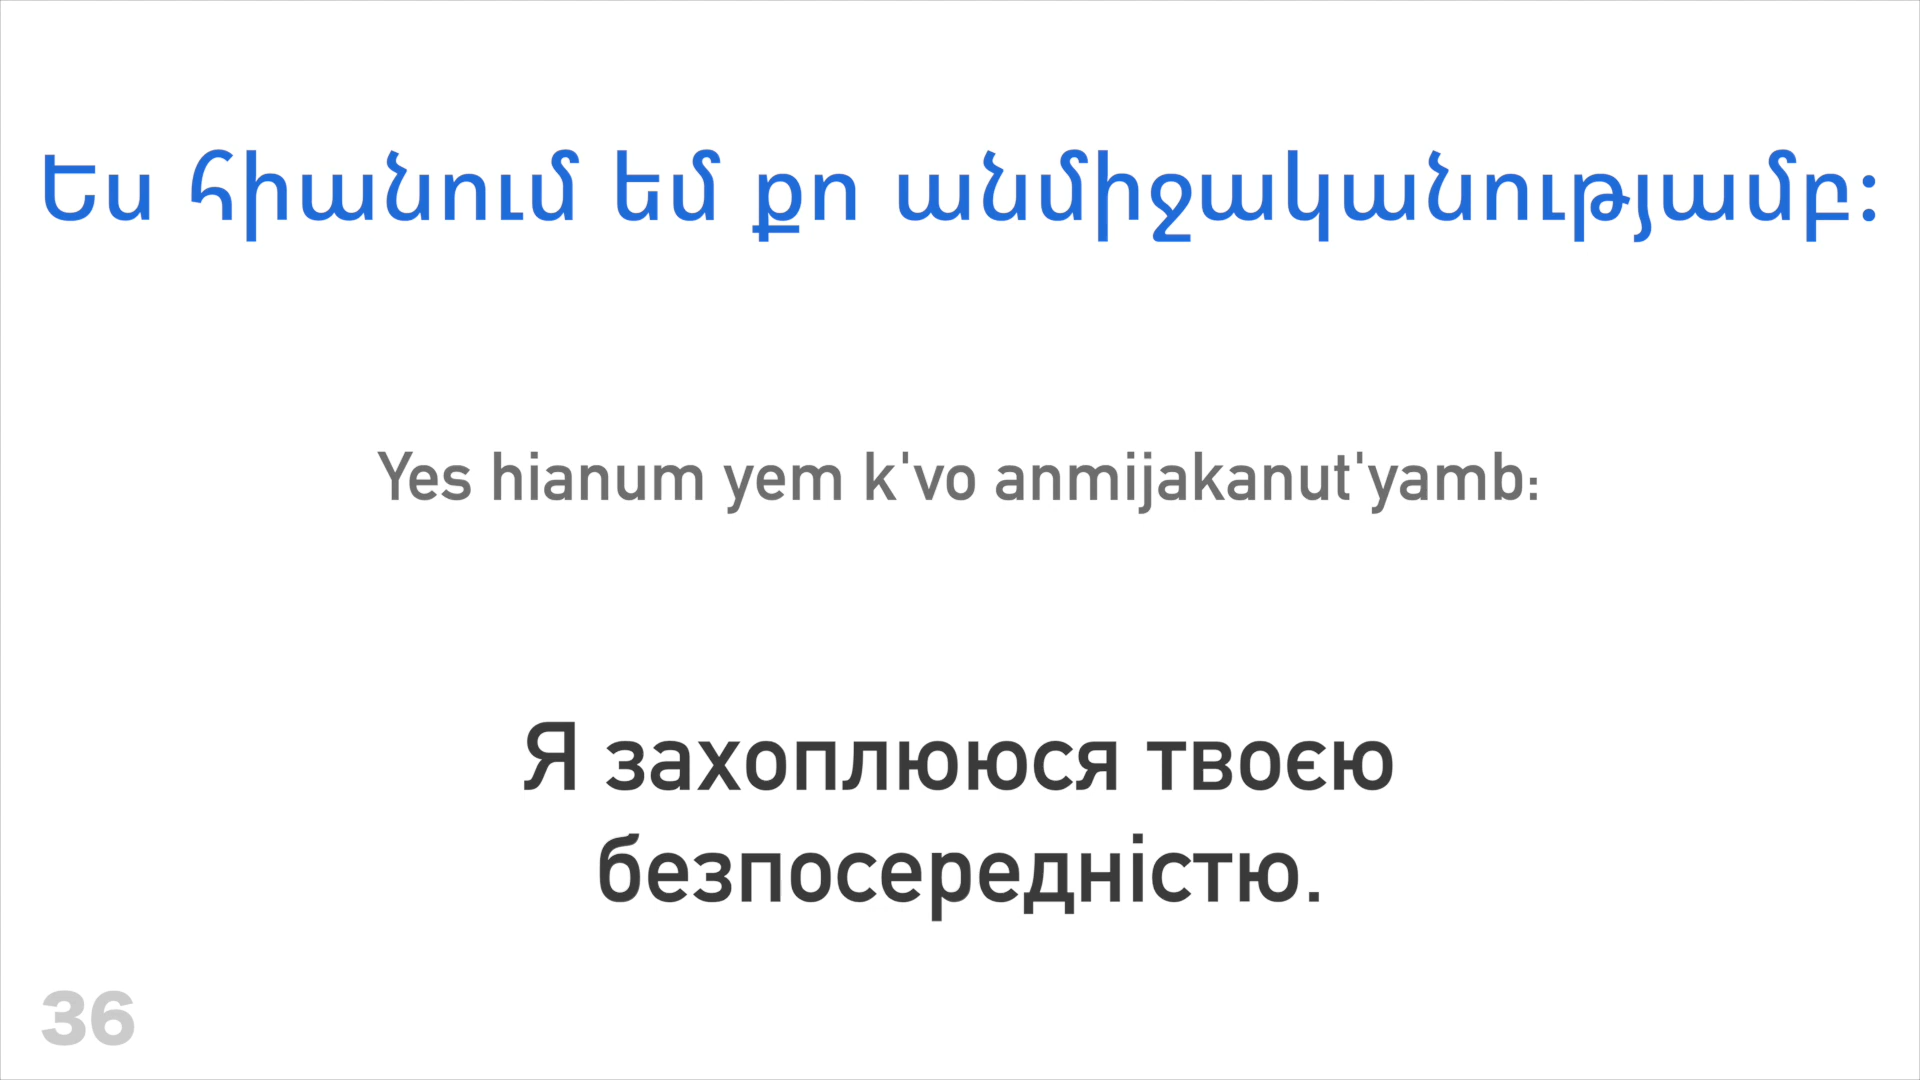 Ես հիանում եմ քո անմիջականությամբ:
Yes hianum yem k'vo anmijakanut'yamb:
Я захоплююся твоєю
безпосередністю.
36